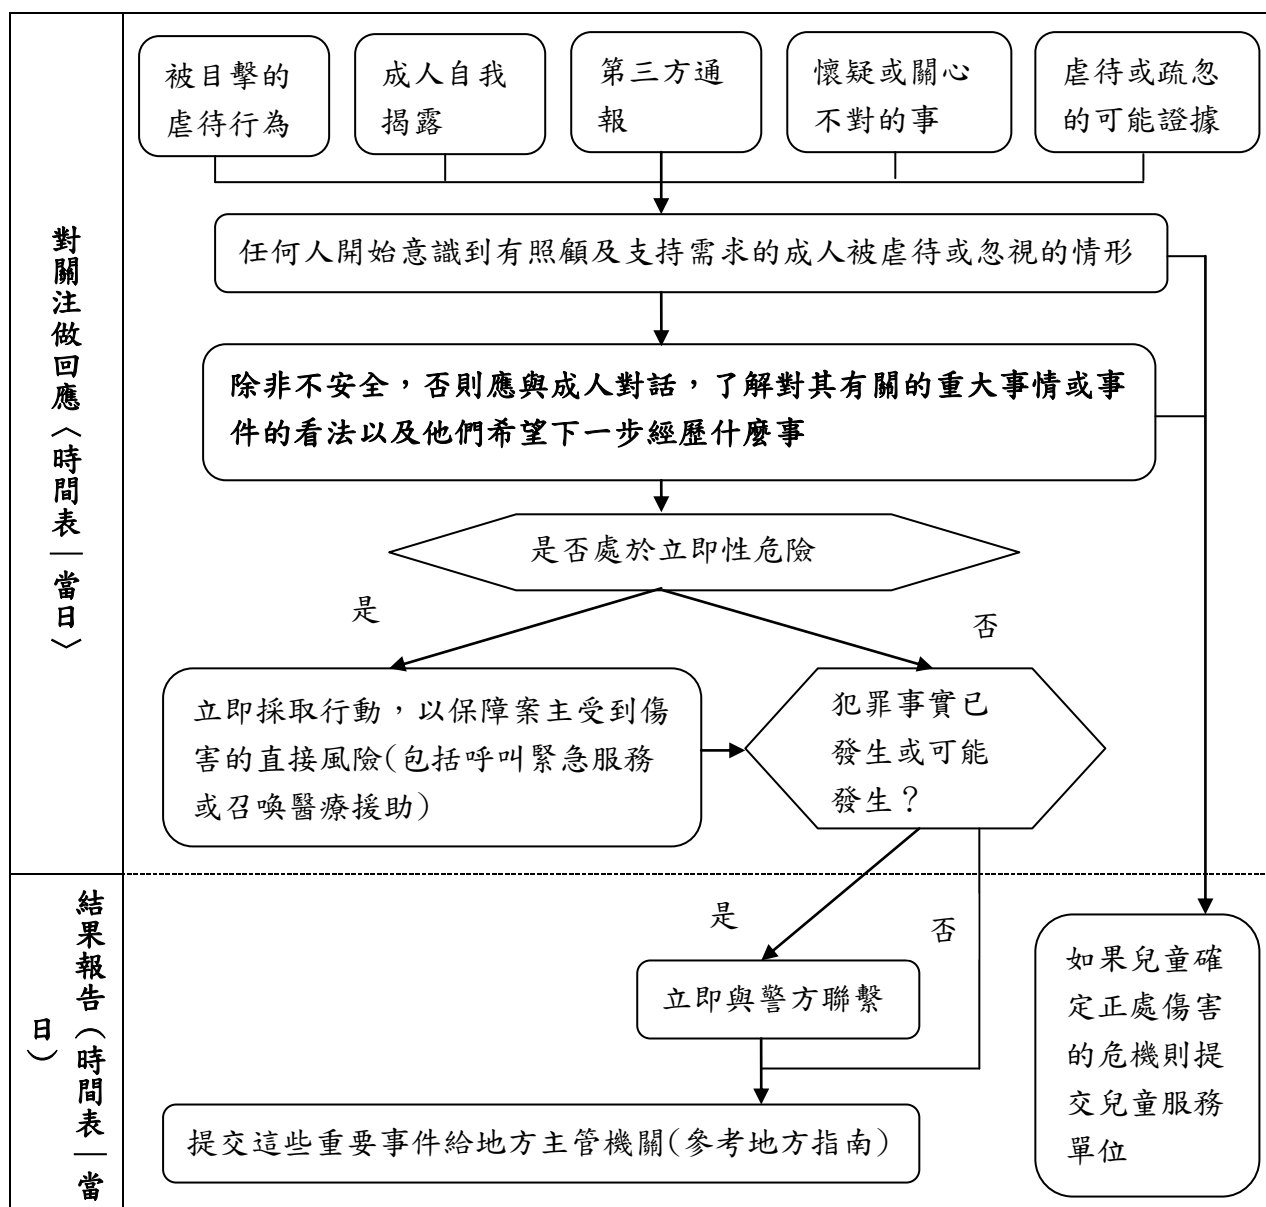 被目擊的
虐待行為
成人自我
揭露
第三方通
報
懷疑或關心
不對的事
虐待或疏忽
的可能證據
對關注做回應〈時間表｜當日〉
任何人開始意識到有照顧及支持需求的成人被虐待或忽視的情形
除非不安全，否則應與成人對話，了解對其有關的重大事情或事
件的看法以及他們希望下一步經歷什麼事
是否處於立即性危險
是
否
立即採取行動，以保障案主受到傷
害的直接風險(包括呼叫緊急服務
或召喚醫療援助)
犯罪事實已
發生或可能
發生？
結果報告(時間表｜當
日)
是
否
立即與警方聯繫
提交這些重要事件給地方主管機關(參考地方指南)
如果兒童確
定正处傷害
的危機則提
交兒童服務
單位